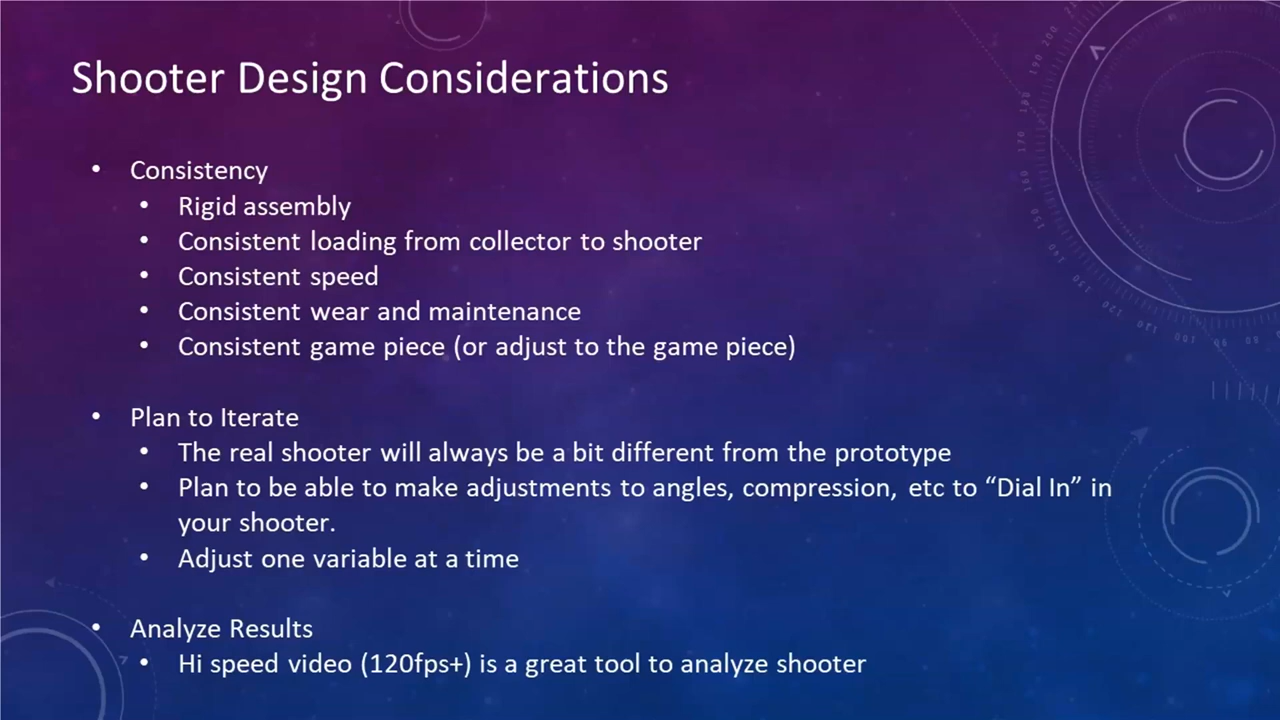 Shooter Design Considerations
• Consistency
• Rigid assembly
• Consistent loading from collector to shooter
• Consistent speed
• Consistent wear and maintenance
• Consistent game piece (or adjust to the game piece)
• Plan to Iterate
• The real shooter will always be a bit different from the prototype
• Plan to be able to make adjustments to angles, compression, etc to “Dial In” in
your shooter.
• Adjust one variable at a time
• Analyze Results
• Hi speed video (120fps+) is a great tool to analyze shooter